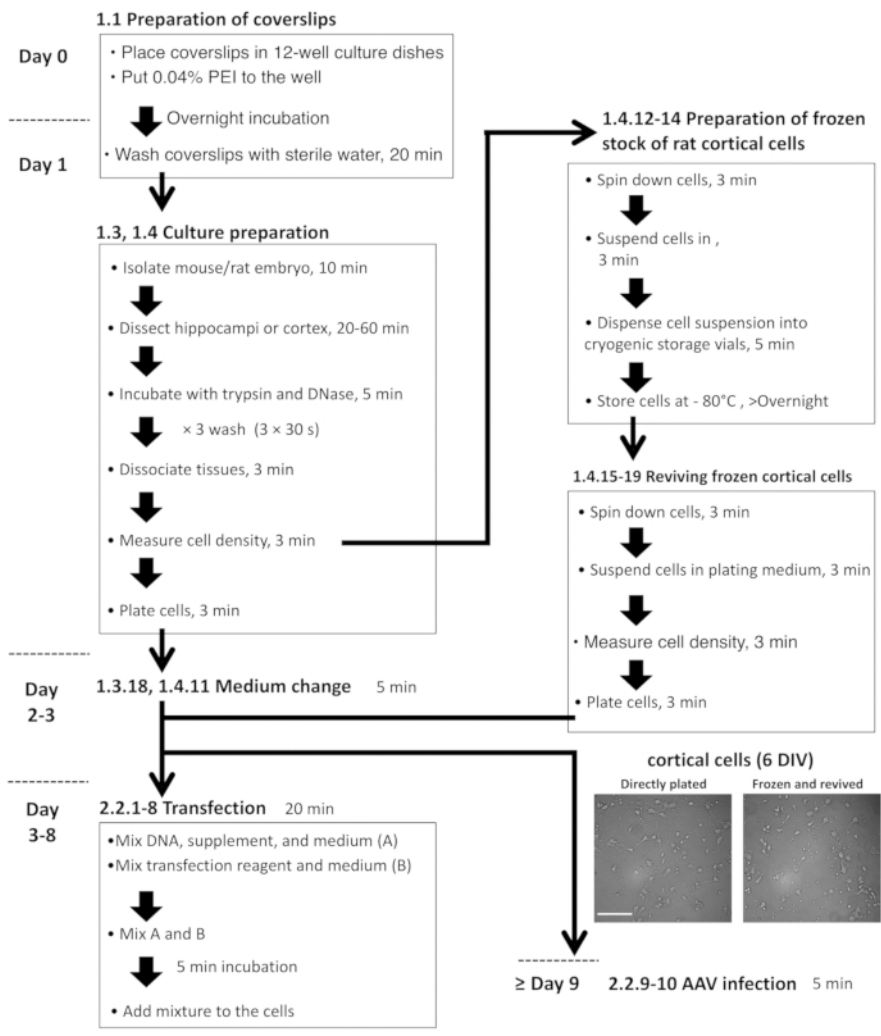 1.1 Preparation of coverslips
Day 0
· Place coverslips in 12-well culture dishes
· Put 0.04% PEI to the well
Overnight incubation
Day 1
· Wash coverslips with sterile water, 20 min
1.3, 1.4 Culture preparation
• Isolate mouse/rat embryo, 10 min
• Dissect hippocampi or cortex, 20-60 min
• Incubate with trypsin and DNase, 5 min
× 3 wash (3 × 30 s)
• Dissociate tissues, 3 min
• Measure cell density, 3 min
• Plate cells, 3 min
1.4.12-14 Preparation of frozen
stock of rat cortical cells
• Spin down cells, 3 min
• Suspend cells in ,
3 min
• Dispense cell suspension into
cryogenic storage vials, 5 min
• Store cells at - 80°C , >Overnight
1.4.15-19 Reviving frozen cortical cells
• Spin down cells, 3 min
• Suspend cells in plating medium, 3 min
· Measure cell density, 3 min
• Plate cells, 3 min
Day
2-3
1.3.18, 1.4.11 Medium change 5 min
Day
3-8
2.2.1-8 Transfection 20 min
•Mix DNA, supplement, and medium (A)
•Mix transfection reagent and medium (B)
•Mix A and B
5 min incubation
• Add mixture to the cells
cortical cells (6 DIV)
Directly plated
Frozen and revived
≥ Day 9
2.2.9-10 AAV infection 5 min